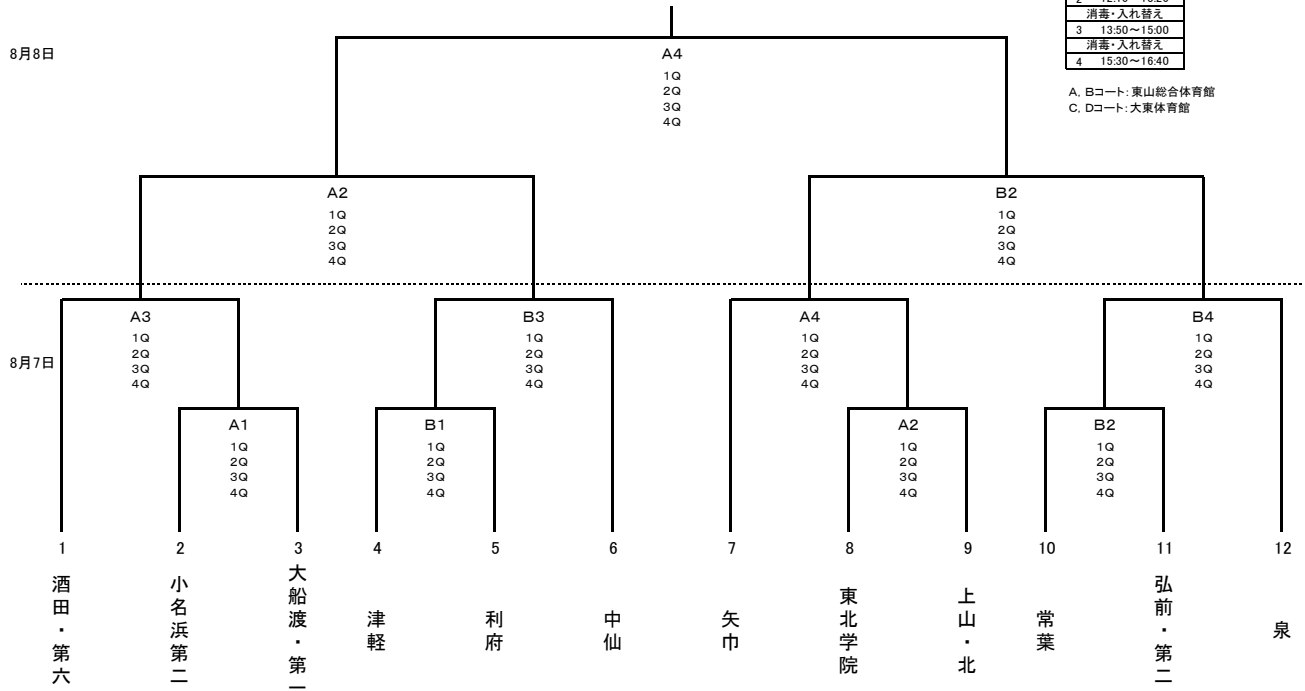 2 12:10～13:20
消毒・入れ替え
3 13:50～15:00
消毒・入れ替え
4 15:30～16:40
A, Bコート：東山総合体育館
C, Dコート：大東体育館
8月8日
A4
1Q
2Q
3Q
4Q
A2
1Q
2Q
3Q
4Q
B2
1Q
2Q
3Q
4Q
8月7日
A3
1Q
2Q
3Q
4Q
B3
1Q
2Q
3Q
4Q
A4
1Q
2Q
3Q
4Q
B4
1Q
2Q
3Q
4Q
A1
1Q
2Q
3Q
4Q
B1
1Q
2Q
3Q
4Q
A2
1Q
2Q
3Q
4Q
B2
1Q
2Q
3Q
4Q
1 2 3 4 5 6 7 8 9 10 11 12
酒田・第六
小名浜第二
大船渡・第一
津軽
利府
中仙
矢巾
東北学院
上山・北
常葉
弘前・第二
泉